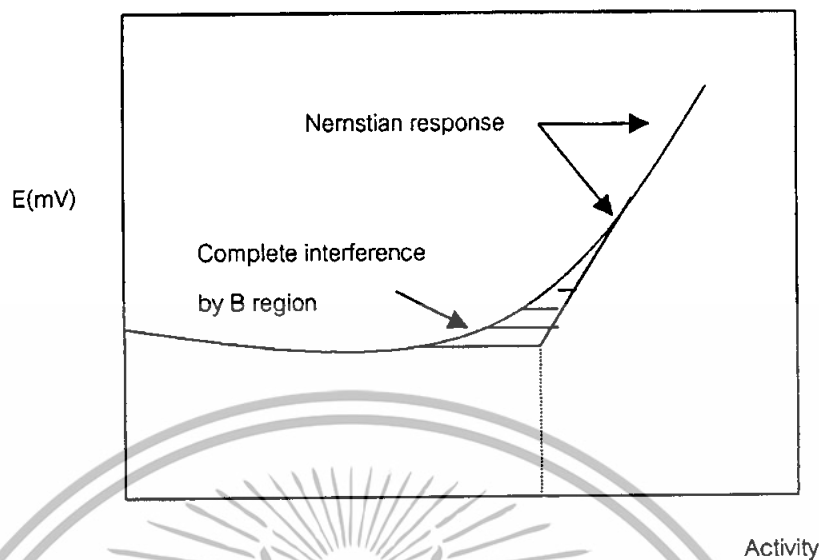 Nernstian response
E(mV)
Complete interference
by B region
Activity